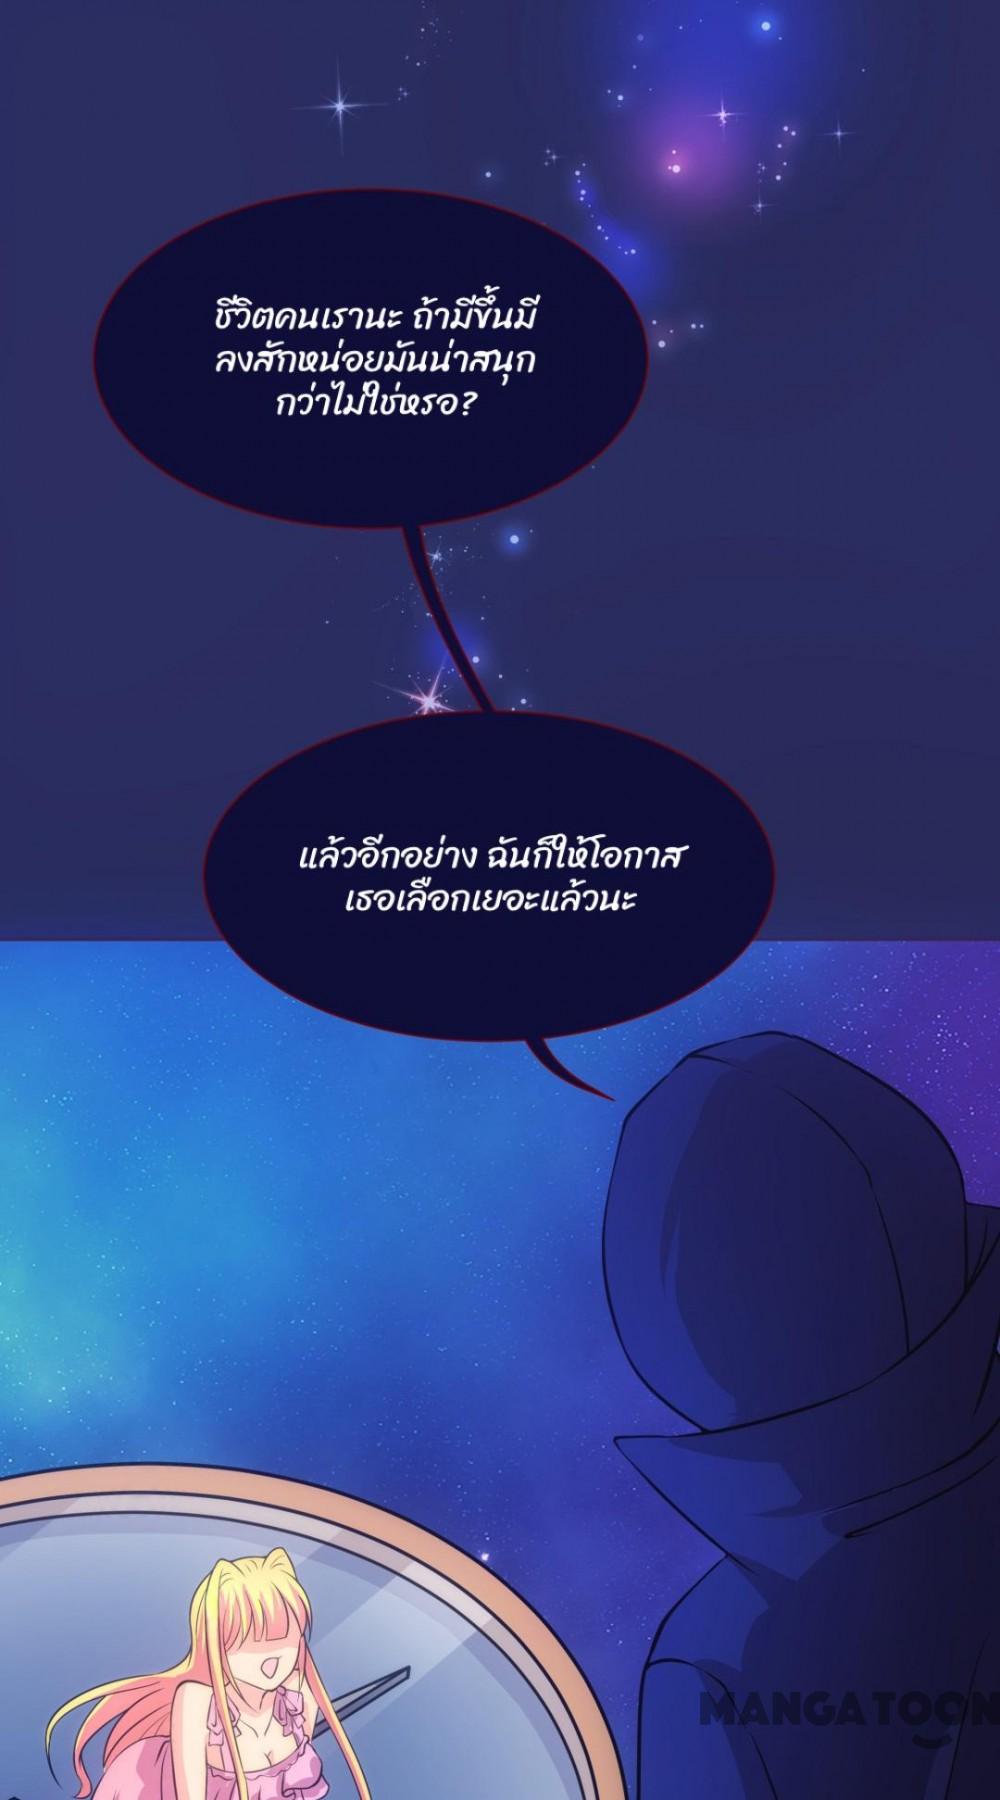 ชีวิตคนเรานะ ถ้ามีขึ้นมี
ลงสักหน่อยมันน่าสนุก
กว่าไม่ใช่หรอ?
แล้วอีกอย่าง ฉันก็ให้โอกาส
เธอเลือกเยอะแล้วนะ
MANGATOON